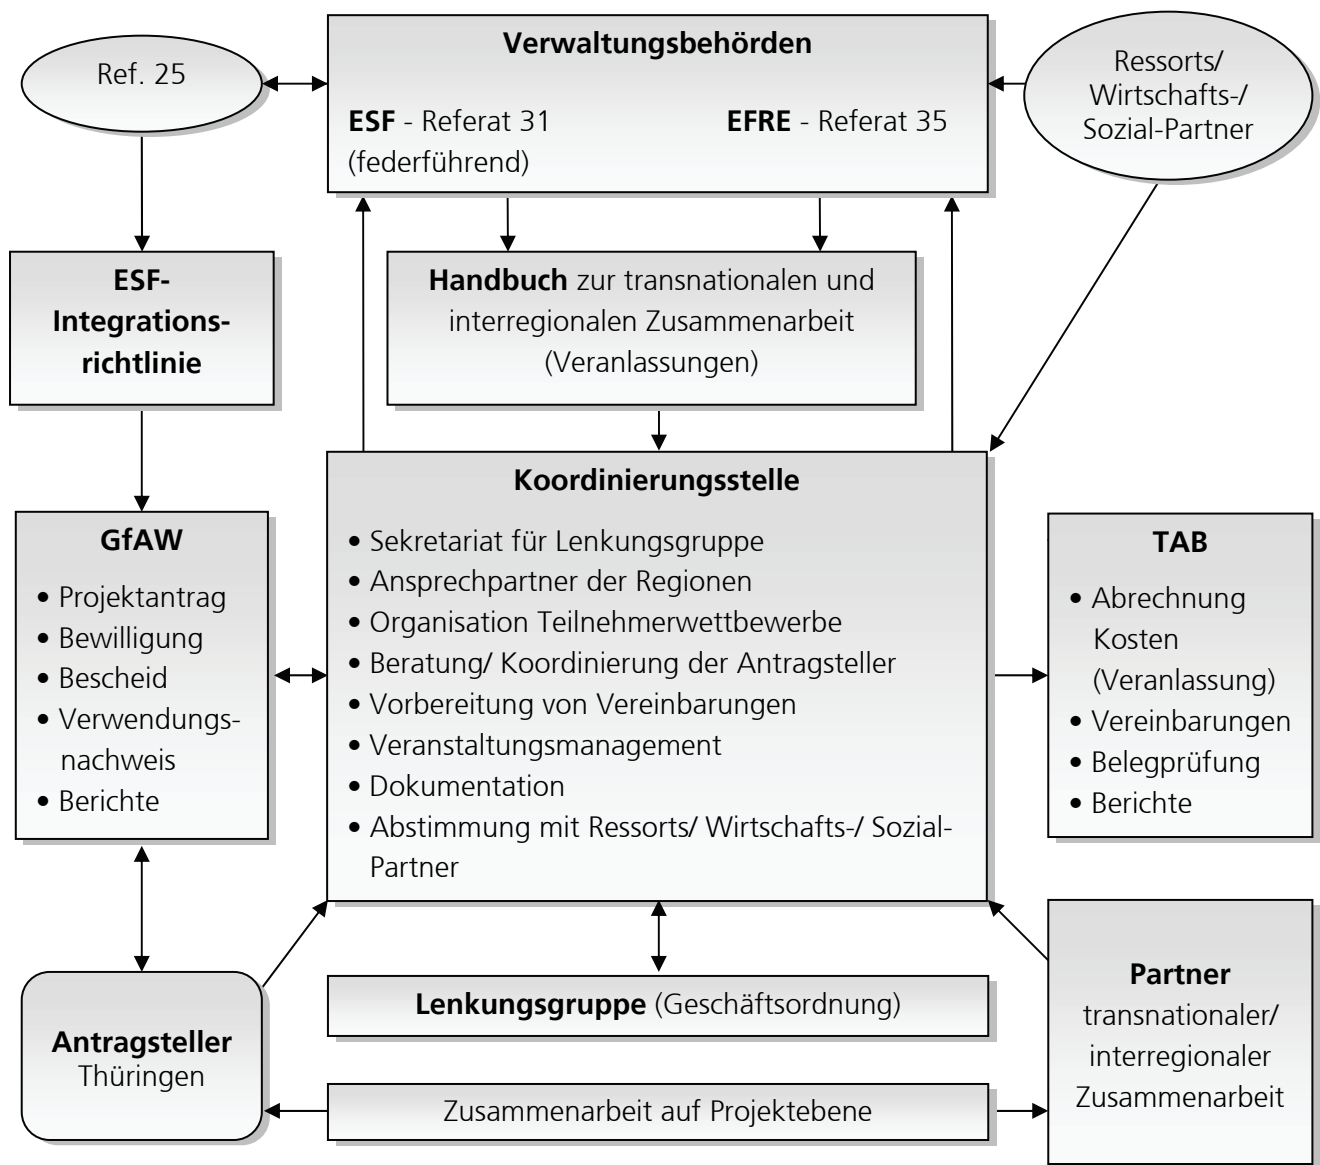 Ref. 25
Verwaltungsbehörden
ESF - Referat 31
(federführend)
EFRE - Referat 35
Ressorts/
Wirtschafts-/
Sozial-Partner
ESF-
Integrations-
richtlinie
Handbuch zur transnationalen und
interregionalen Zusammenarbeit
(Veranlassungen)
GfAW
• Projektantrag
• Bewilligung
• Bescheid
• Verwendungs-
nachweis
• Berichte
Koordinierungsstelle
• Sekretariat für Lenkungsgruppe
• Ansprechpartner der Regionen
• Organisation Teilnehmerwettbewerbe
• Beratung/ Koordinierung der Antragsteller
• Vorbereitung von Vereinbarungen
• Veranstaltungsmanagement
• Dokumentation
• Abstimmung mit Ressorts/ Wirtschafts-/ Sozial-
Partner
TAB
• Abrechnung
Kosten
(Veranlassung)
• Vereinbarungen
• Belegprüfung
• Berichte
Antragsteller
Thüringen
Lenkungsgruppe (Geschäftsordnung)
Zusammenarbeit auf Projektebene
Partner
transnationaler/
interregionaler
Zusammenarbeit